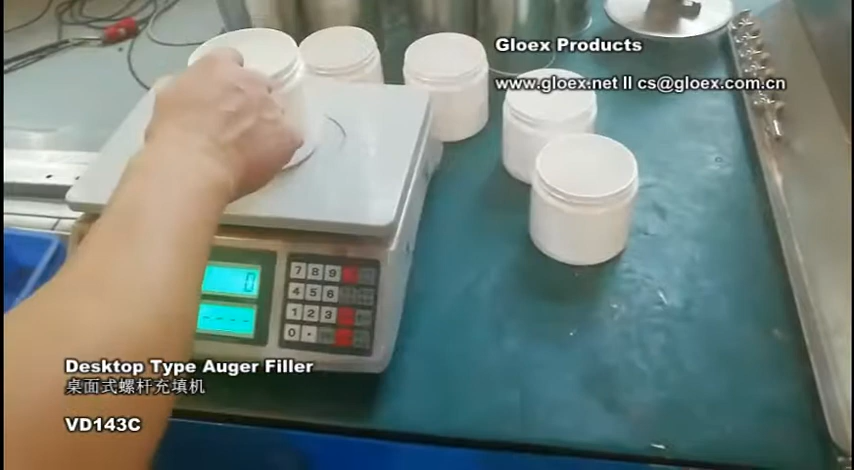 Gloex Products
www.gloex.net ll cs@gloex.com.cn
0
7 8 9
4 5 6
1 2 3
0 .
Desktop Type Auger Filler
桌面式螺杆充填机
VD143C